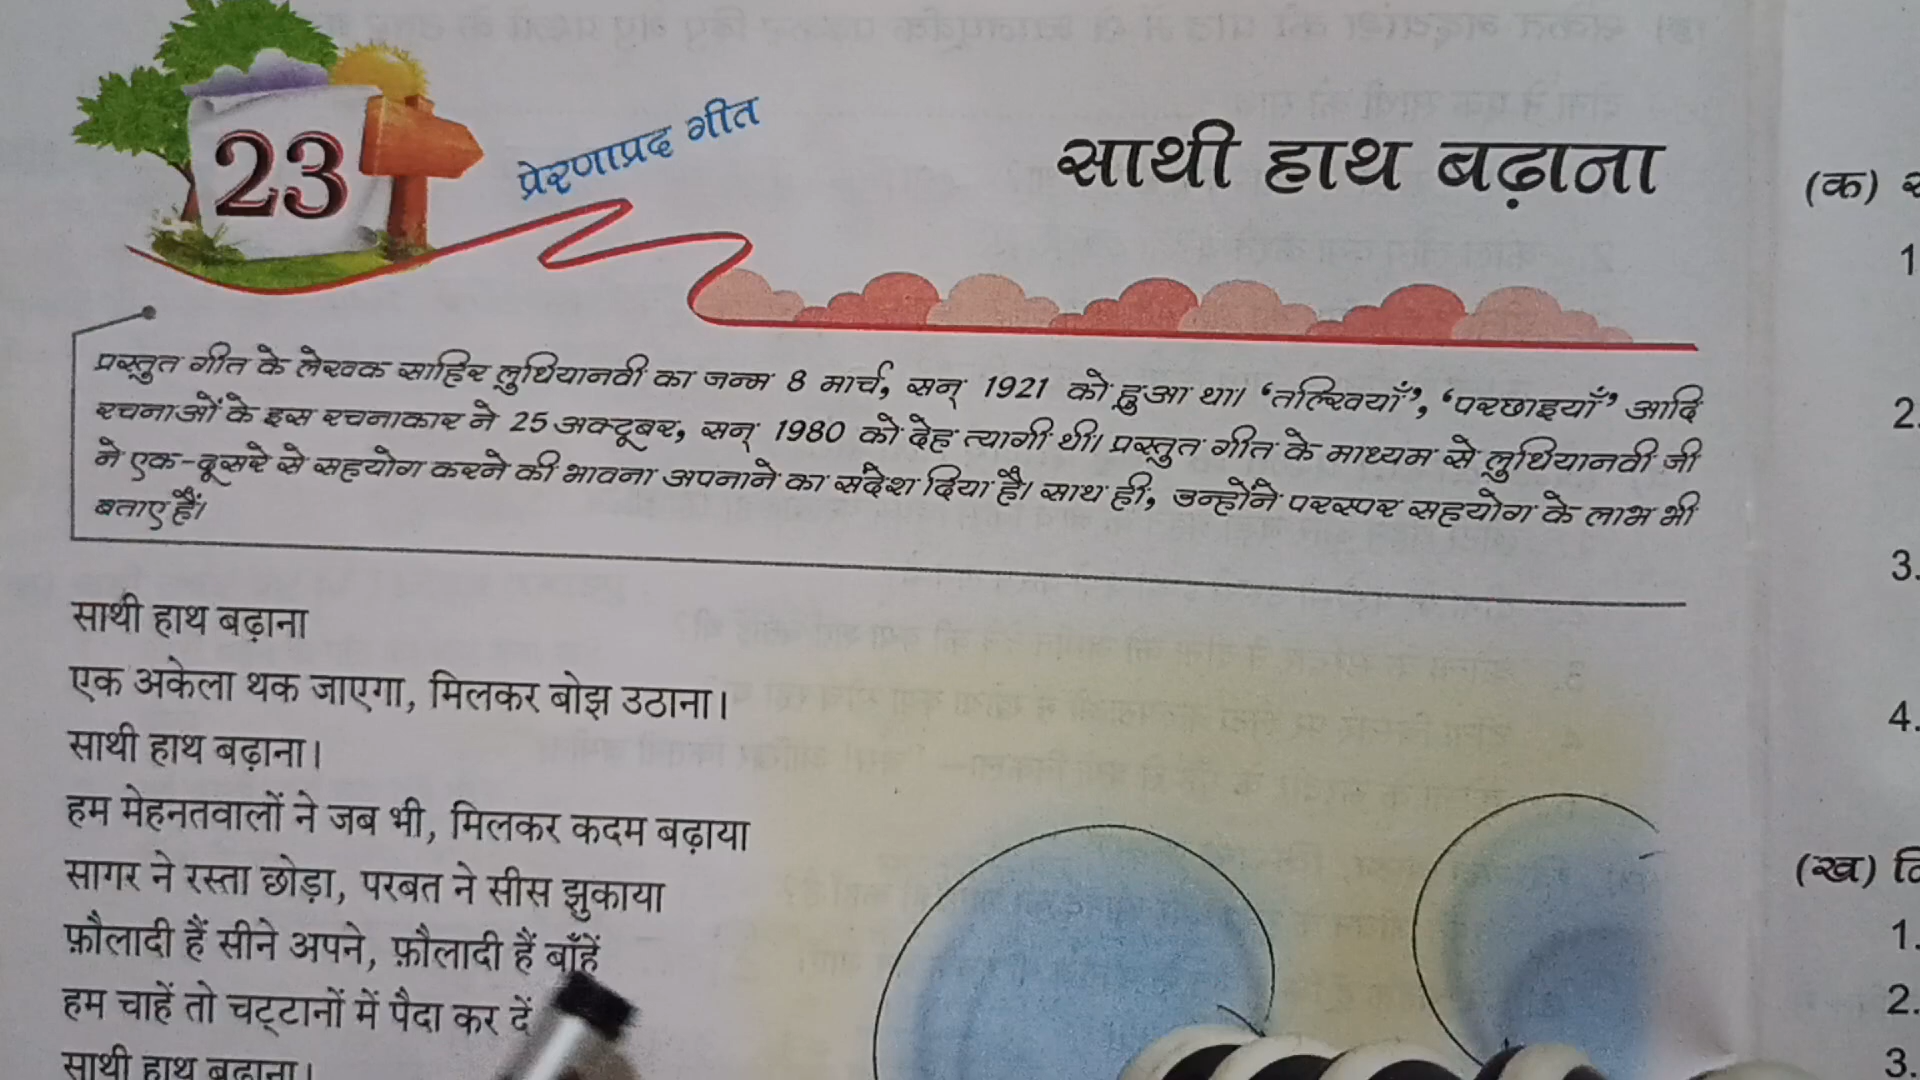 23
प्रेरणाप्रद गीत
साथी हाथ बढ़ाना
प्रस्तुत गीत के लेखक साहिर लुधियानवी का जन्म 8 मार्च, सन् 1921 को हुआ था। ‘तल्खियाँ’, ‘परछाइयाँ’ आदि
रचनाओं के इस रचनाकार ने 25 अक्टूबर, सन् 1980 को देह त्यागी थी। प्रस्तुत गीत के माध्यम से लुधियानवी जी
ने एक-दूसरे से सहयोग करने की भावना अपनाने का संदेश दिया है। साथ ही, उन्होंने परस्पर सहयोग के लाभ भी
बताए हैं।
साथी हाथ बढ़ाना
एक अकेला थक जाएगा, मिलकर बोझ उठाना।
साथी हाथ बढ़ाना।
हम मेहनतवालों ने जब भी, मिलकर कदम बढ़ाया
सागर ने रस्ता छोड़ा, परबत ने सीस झुकाया
फ़ौलादी हैं सीने अपने, फ़ौलादी हैं बाँहें
हम चाहें तो चट्टानों में पैदा कर दें
साथी हाथ बढ़ाना।
(क)
1
2.
3.
4.
(ख)
1.
2.
3.